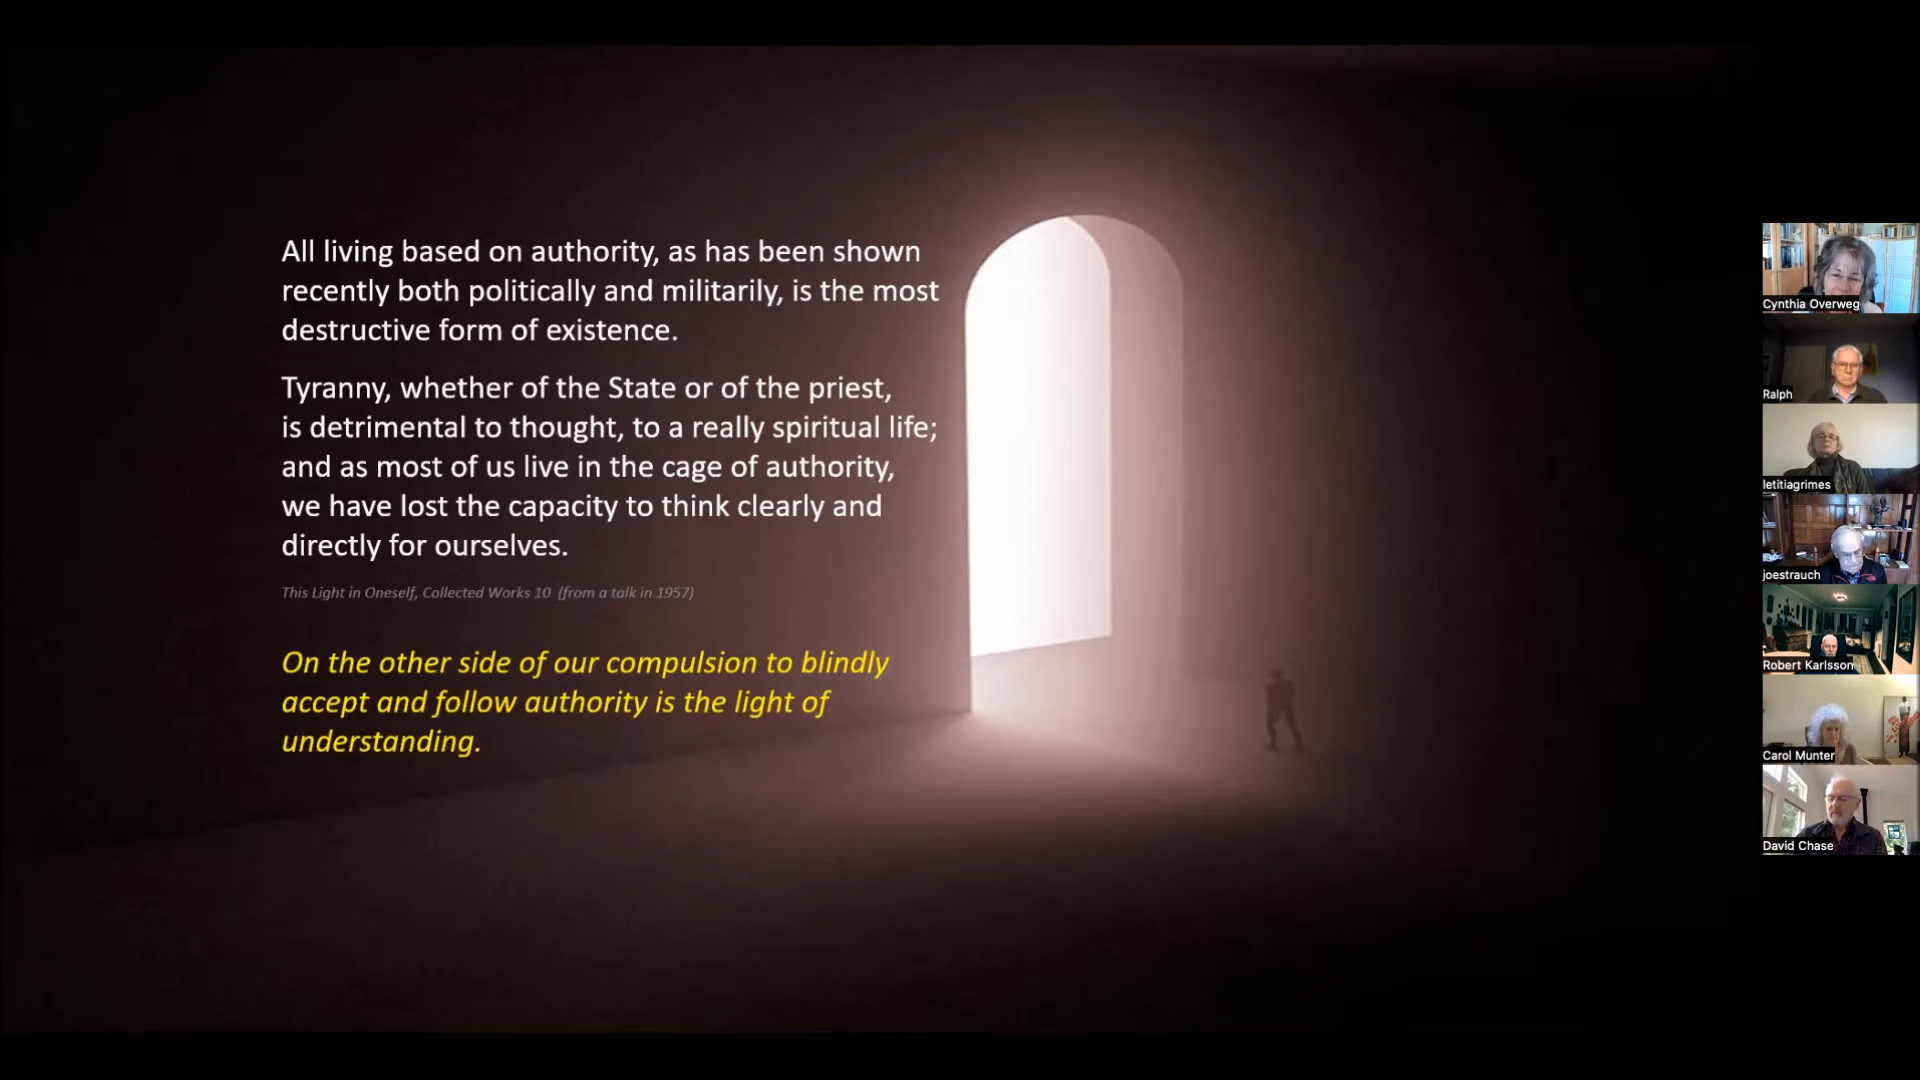 All living based on authority, as has been shown
recently both politically and militarily, is the most
destructive form of existence.
Tyranny, whether of the State or of the priest,
is detrimental to thought, to a really spiritual life;
and as most of us live in the cage of authority,
we have lost the capacity to think clearly and
directly for ourselves.
This Light in Oneself, Collected Works 10 (from a talk in 1957)
On the other side of our compulsion to blindly
accept and follow authority is the light of
understanding.
Cynthia Overweg
Ralph
letitiagrimes
joestrauch
Robert Karlsson
Carol Munter
David Chase